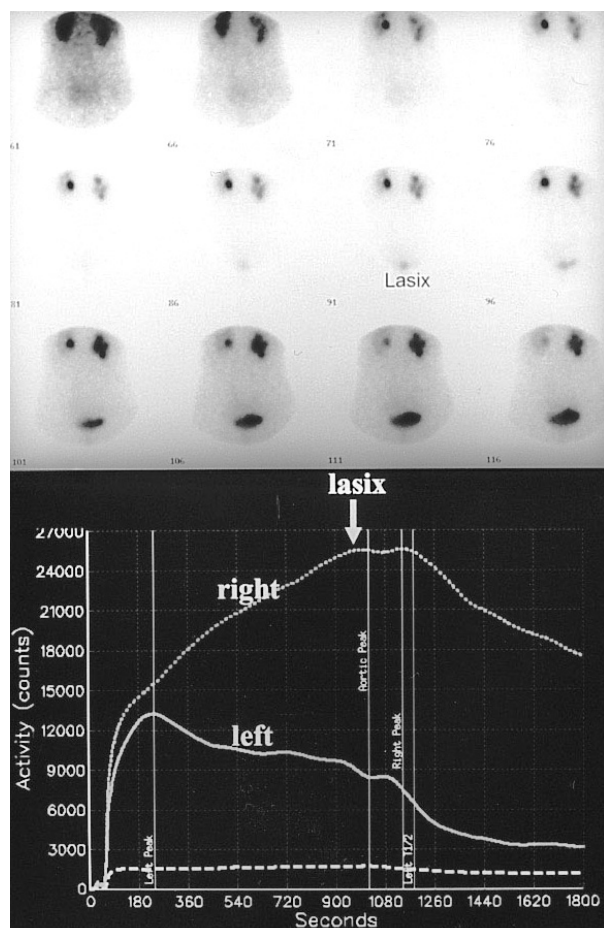 61 66 71 76
81 86 91 96
Lasix
101 106 111 116
lasix
27000
24000
21000
18000
15000
12000
9000
6000
3000
0
Activity (counts)
right
left
Left Peak
Aortic Peak
Right Peak
Left T1/2
0 180 360 540 720 900 1080 1260 1440 1620 1800
Seconds